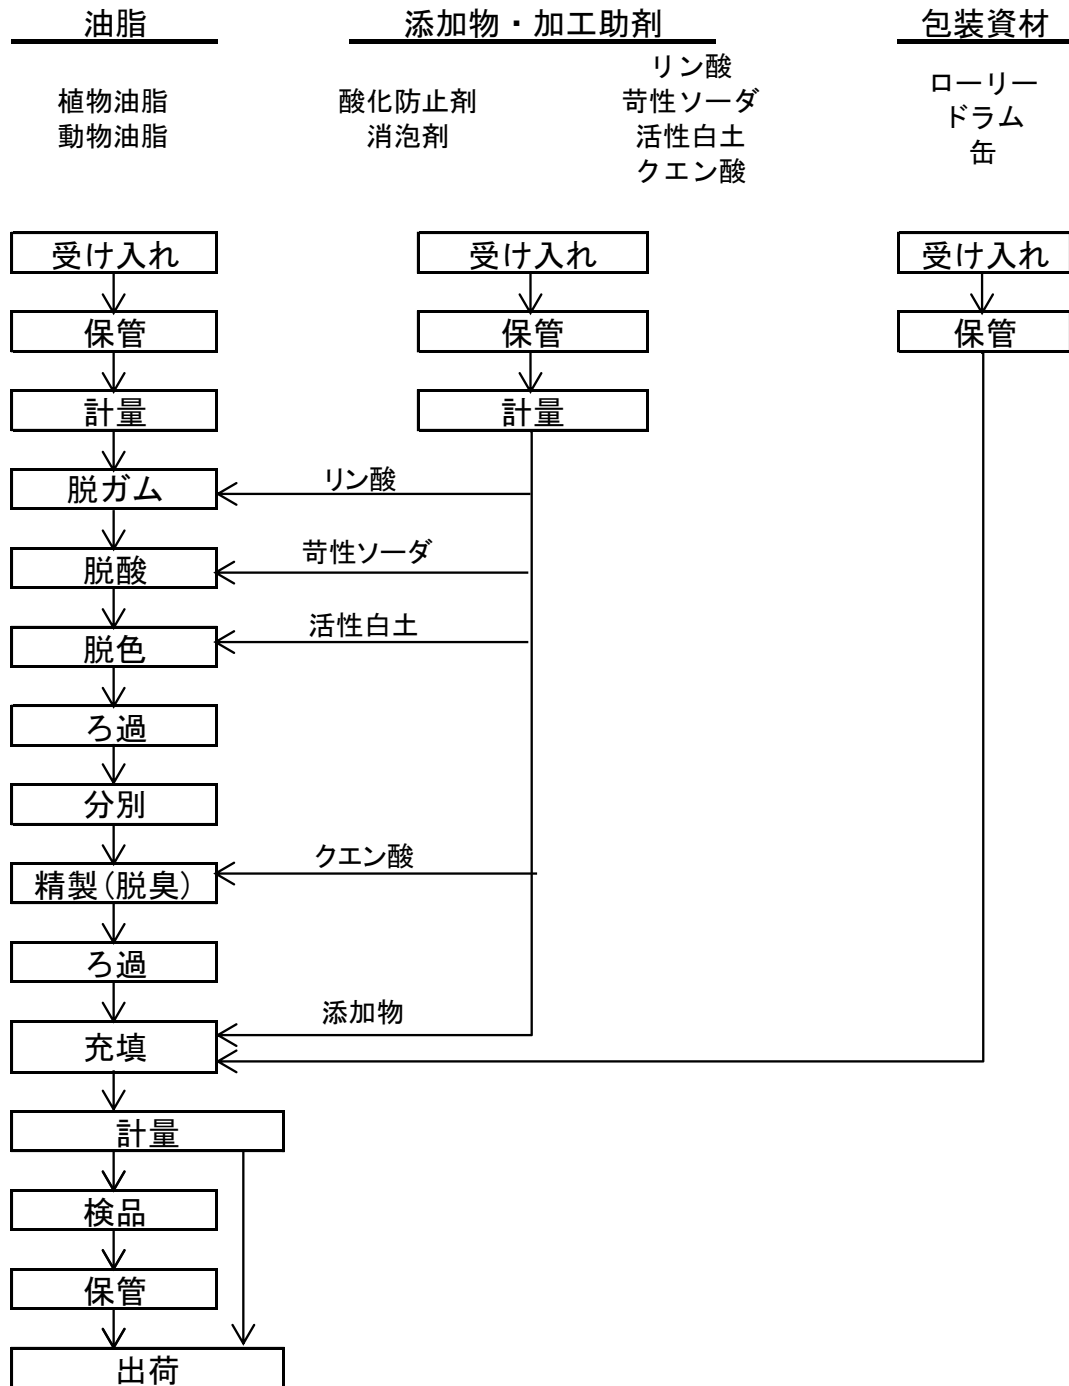 油脂
添加物・加工助剤
包装資材
植物油脂
動物油脂
酸化防止剤
消泡剤
リン酸
苛性ソーダ
活性白土
クエン酸
ローリー
ドラム
缶
受け入れ
受け入れ
受け入れ
保管
保管
保管
計量
計量
脱ガム
リン酸
脱酸
苛性ソーダ
脱色
活性白土
ろ過
分別
精製(脱臭)
クエン酸
ろ過
充填
添加物
計量
検品
保管
出荷